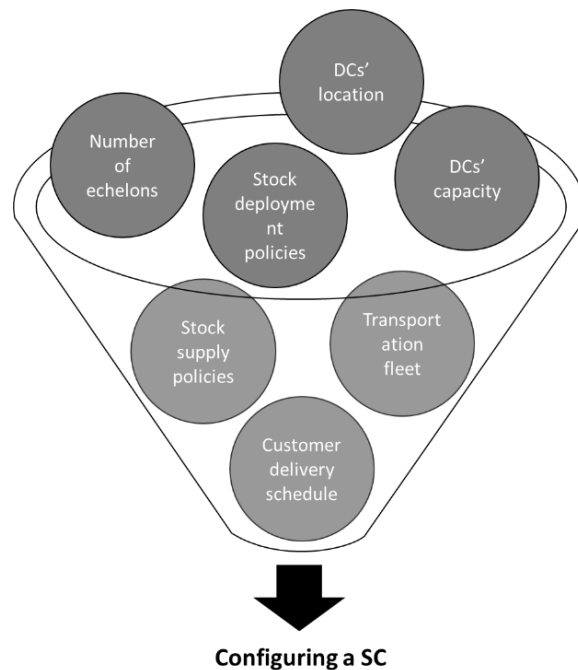 DCs'
location
Number
of
echelons
DCs'
capacity
Stock
deployme
nt
policies
Stock
supply
policies
Transport
ation
fleet
Customer
delivery
schedule
Configuring a SC